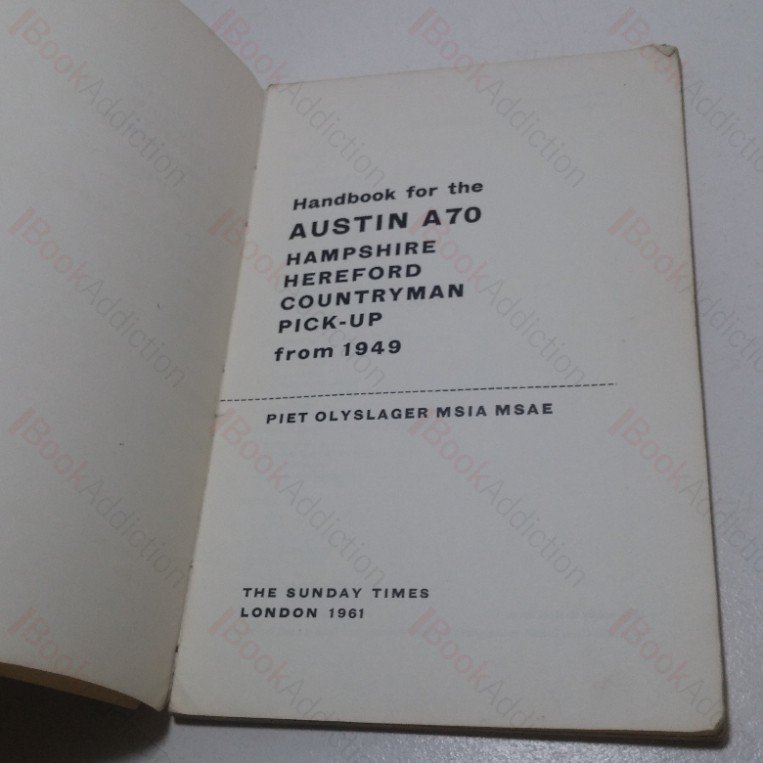 Handbook for the
AUSTIN A70
HAMPSHIRE
HEREFORD
COUNTRYMAN
PICK-UP
from 1949
PIET OLYSLAGER MSIA MSAE
THE SUNDAY TIMES
LONDON 1961
BookAddiction